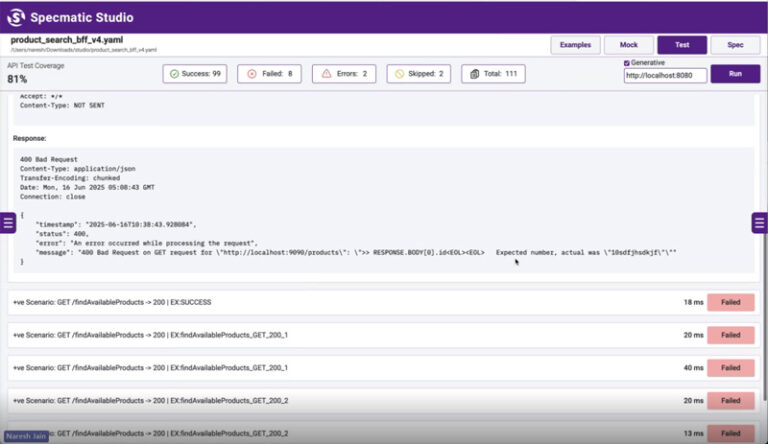 Specmatic Studio
product_search_bff_v4.yaml
/Users/naresh/Downloads/studio/product_search_bff_v4.yaml
Examples
Mock
Test
Spec
API Test Coverage
81%
Success: 99
Failed: 8
Errors: 2
Skipped: 2
Total: 111
Generative
http://localhost:8080
Run
Accept: */*
Content-Type: NOT SENT
Response:
400 Bad Request
Content-Type: application/json
Transfer-Encoding: chunked
Date: Mon, 16 Jun 2025 05:08:43 GMT
Connection: close
{
"timestamp": "2025-06-16T10:38:43.928084",
"status": 400,
"error": "An error occurred while processing the request",
"message": "400 Bad Request on GET request for \"http://localhost:9090/products\": \">> RESPONSE.BODY[0].id<EOL><EOL> Expected number, actual was \"10sdfjhsdkjf\"\""
}
+ve Scenario: GET /findAvailableProducts -> 200 | EX:SUCCESS 18 ms Failed
+ve Scenario: GET /findAvailableProducts -> 200 | EX:findAvailableProducts_GET_200_1 20 ms Failed
+ve Scenario: GET /findAvailableProducts -> 200 | EX:findAvailableProducts_GET_200_1 40 ms Failed
+ve Scenario: GET /findAvailableProducts -> 200 | EX:findAvailableProducts_GET_200_2 20 ms Failed
+ve Scenario: GET /findAvailableProducts -> 200 | EX:findAvailableProducts_GET_200_2 13 ms Failed
Naresh Jain